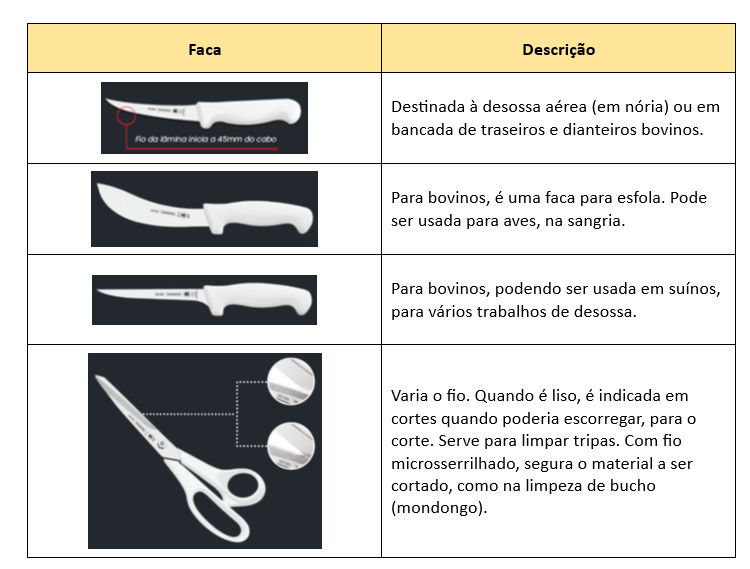 Faca
Descrição
Fio da lâmina inicia a 45mm do cabo
Destinada à desossa aérea (em nória) ou em
bancada de traseiros e dianteiros bovinos.
Para bovinos, é uma faca para esfola. Pode
ser usada para aves, na sangria.
Para bovinos, podendo ser usada em suínos,
para vários trabalhos de desossa.
Varia o fio. Quando é liso, é indicada em
cortes quando poderia escorregar, para o
corte. Serve para limpar tripas. Com fio
microsserrilhado, segura o material a ser
cortado, como na limpeza de bucho
(mondongo).